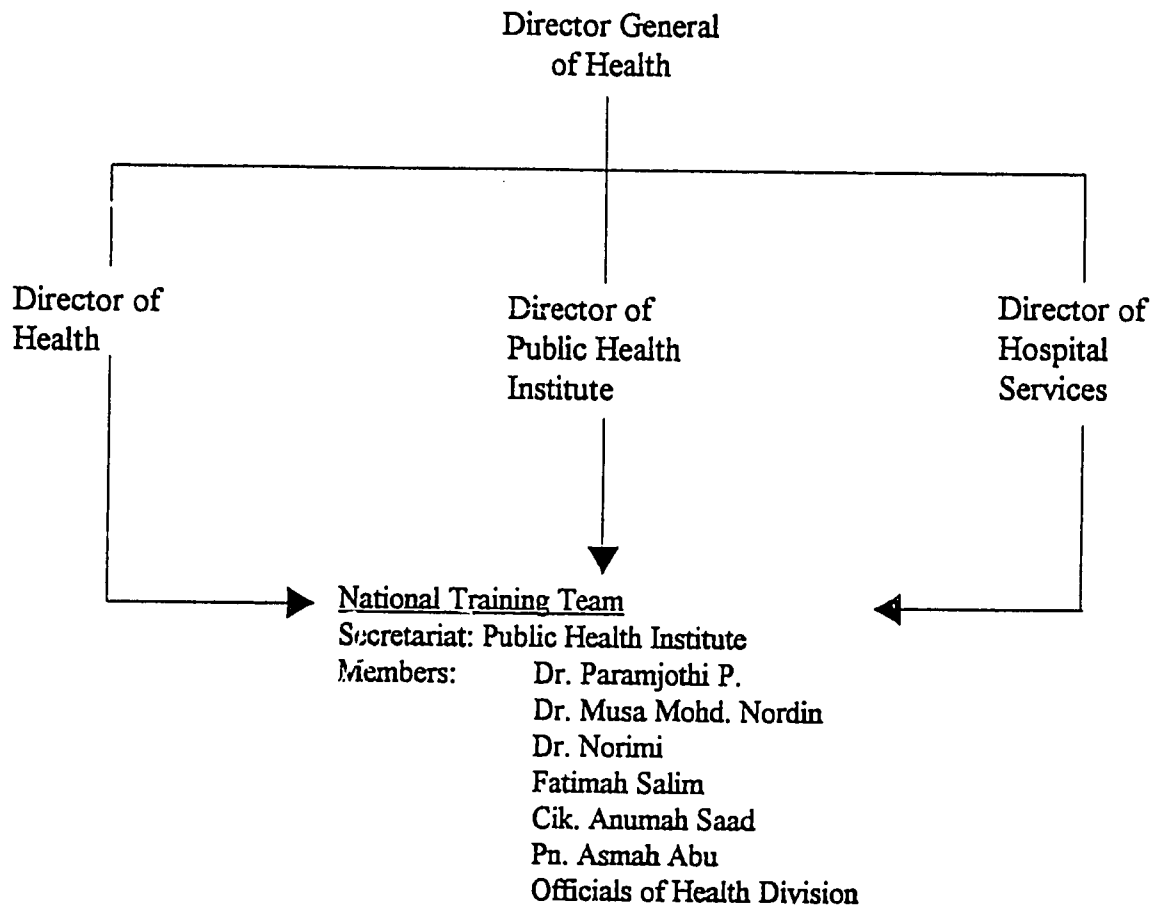 Director General
of Health
Director of
Health
Director of
Public Health
Institute
Director of
Hospital
Services
National Training Team
Secretariat: Public Health Institute
Members: Dr. Paramjothi P.
Dr. Musa Mohd. Nordin
Dr. Norimi
Fatimah Salim
Cik. Anumah Saad
Pn. Asmah Abu
Officials of Health Division